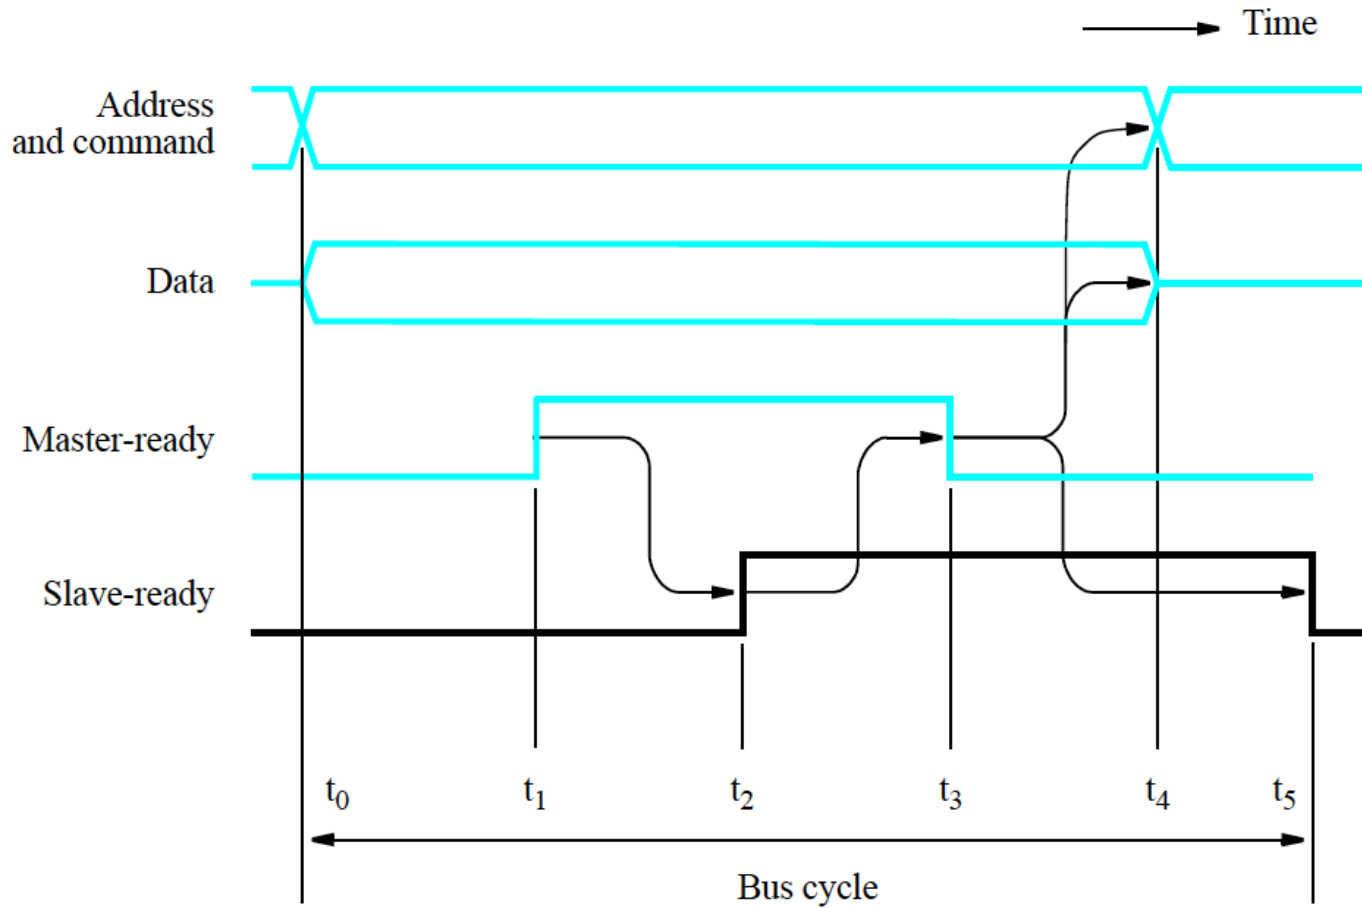 Time
Address
and command
Data
Master-ready
Slave-ready
t0 t1 t2 t3 t4 t5
Bus cycle